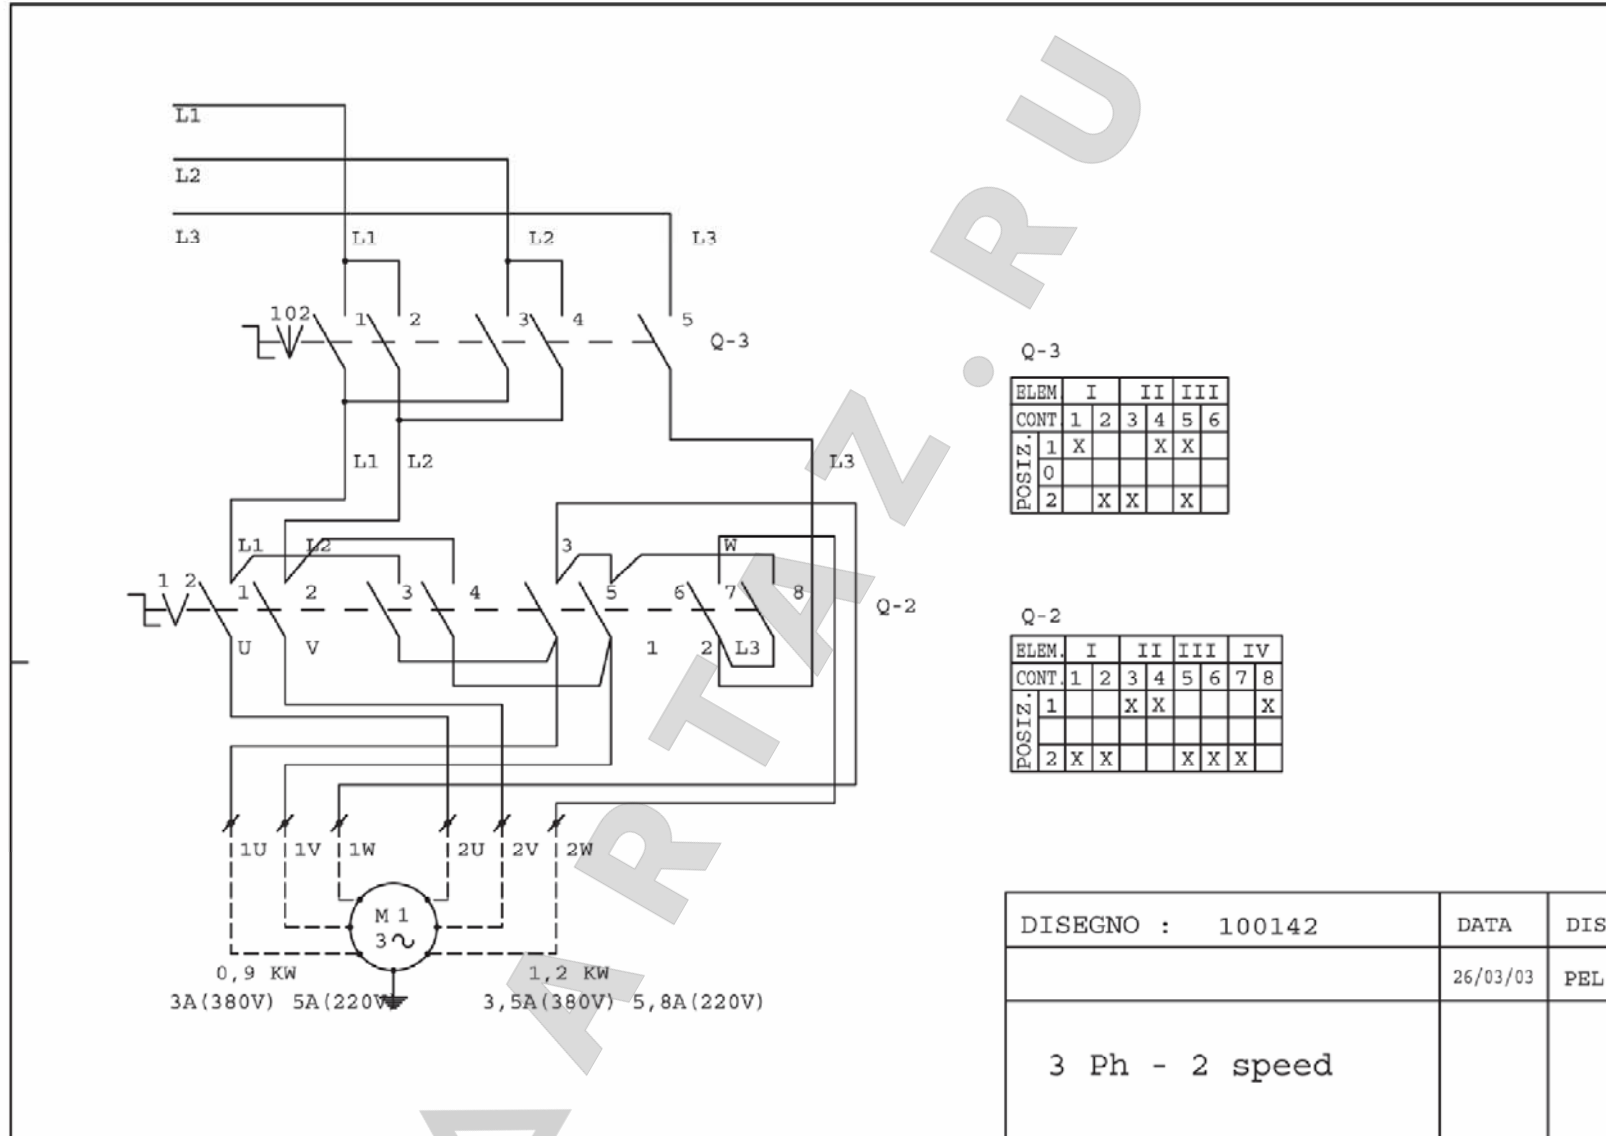 L1
L2
L3
L1 L2 L3
102 1 2 3 4 5 Q-3
L1 L2 L3
L1 L2 3 W
1 2 1 2 3 4 5 6 7 8 Q-2
U V 1 2 L3
1U 1V 1W 2U 2V 2W
M 1
3
0,9 KW 1,2 KW
3A(380V) 5A(220V 3,5A(380V) 5,8A(220V)
Q-3
ELEM. I II III
CONT. 1 2 3 4 5 6
POSIZ.
1 X X X
0
2 X X X
Q-2
ELEM. I II III IV
CONT. 1 2 3 4 5 6 7 8
POSIZ.
1 X X X
2 X X X X X
DISEGNO : 100142 DATA DIS
26/03/03 PEL
3 Ph - 2 speed
ARTAZ.RU